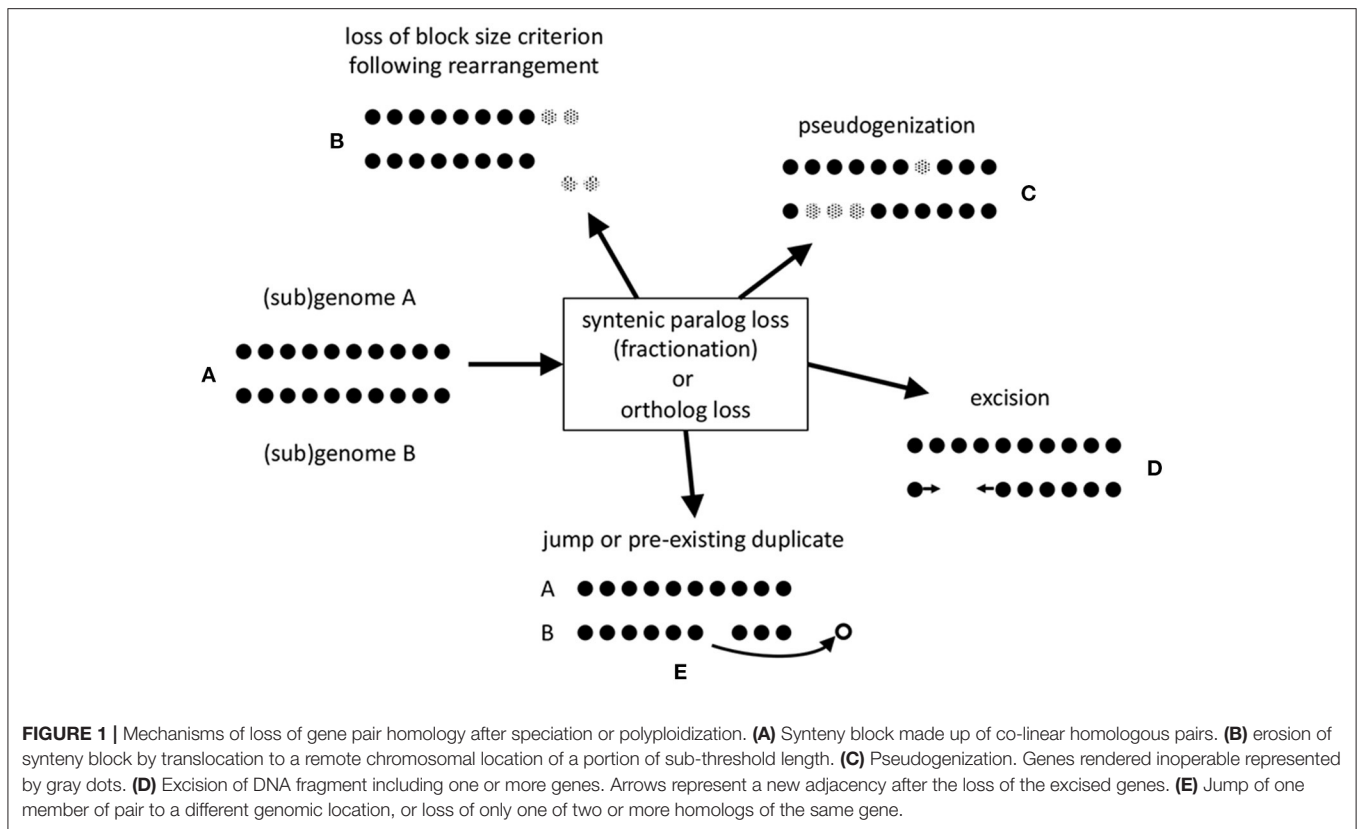 loss of block size criterion
following rearrangement
B
pseudogenization
C
(sub)genome A
A
(sub)genome B
syntenic paralog loss
(fractionation)
or
ortholog loss
excision
D
jump or pre-existing duplicate
A
B
E
FIGURE 1 | Mechanisms of loss of gene pair homology after speciation or polyploidization. (A) Synteny block made up of co-linear homologous pairs. (B) erosion of
synteny block by translocation to a remote chromosomal location of a portion of sub-threshold length. (C) Pseudogenization. Genes rendered inoperable represented
by gray dots. (D) Excision of DNA fragment including one or more genes. Arrows represent a new adjacency after the loss of the excised genes. (E) Jump of one
member of pair to a different genomic location, or loss of only one of two or more homologs of the same gene.